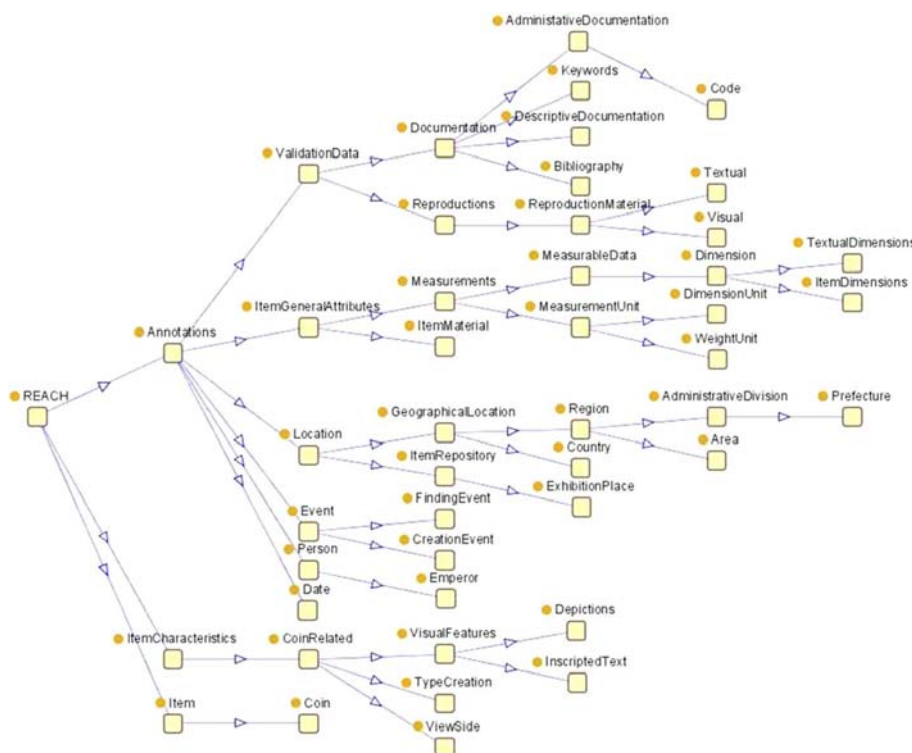 AdministativeDocumentation
Keywords
Code
DescriptiveDocumentation
Documentation
ValidationData
Bibliography
Textual
Reproductions
ReproductionMaterial
Visual
TextualDimensions
MeasurableData
Dimension
Measurements
ItemDimensions
ItemGeneralAttributes
MeasurementUnit
DimensionUnit
ItemMaterial
Annotations
WeightUnit
REACH
GeographicalLocation
Region
AdministrativeDivision
Prefecture
Location
Area
ItemRepository
Country
ExhibitionPlace
Event
FindingEvent
CreationEvent
Person
Emperor
Date
Depictions
ItemCharacteristics
CoinRelated
VisualFeatures
InscriptedText
TypeCreation
Item
Coin
ViewSide